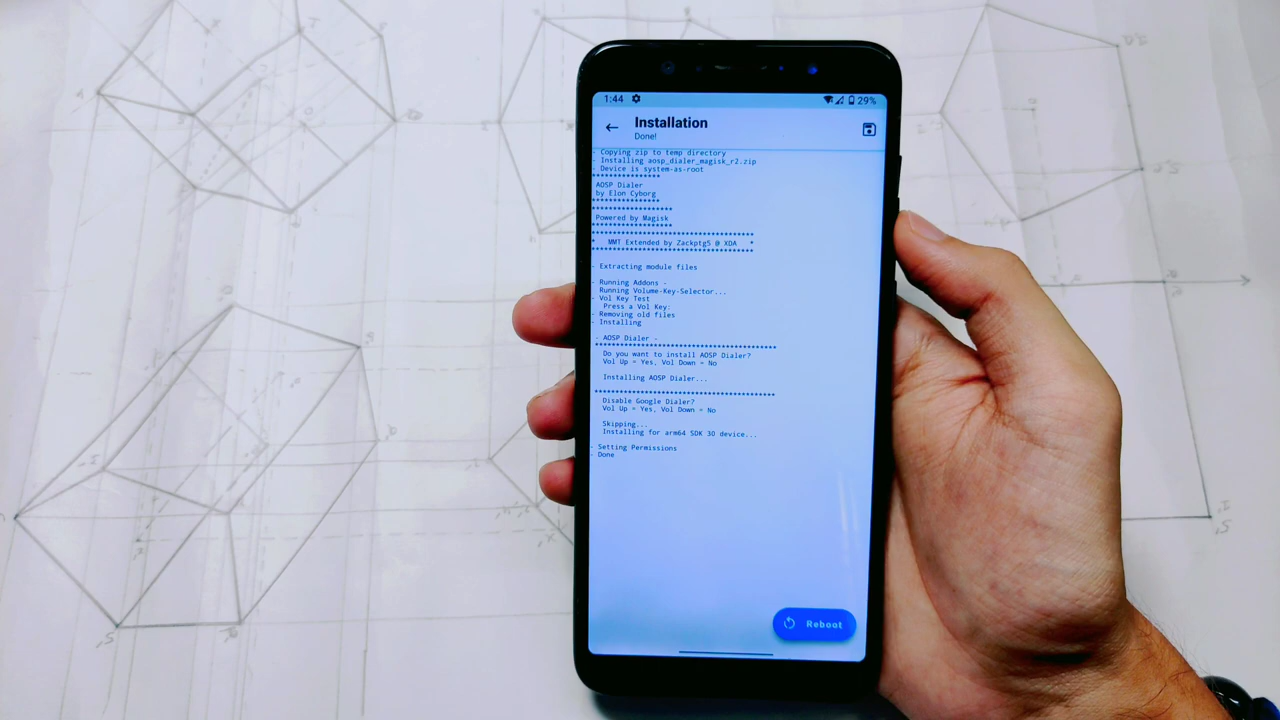 1:44
29%
Installation
Done!
- Copying zip to temp directory
- Installing aosp_dialer_magisk_r2.zip
- Device is system-as-root
****************
AOSP Dialer
by Elon Cyborg
****************
*******************
Powered by Magisk
*******************
**************************************
* MMT Extended by Zackptg5 @ XDA *
**************************************
- Extracting module files
- Running Addons -
Running Volume-Key-Selector...
- Vol Key Test
Press a Vol Key:
- Removing old files
- Installing
- AOSP Dialer -
*******************************************
Do you want to install AOSP Dialer?
Vol Up = Yes, Vol Down = No
Installing AOSP Dialer...
*******************************************
Disable Google Dialer?
Vol Up = Yes, Vol Down = No
Skipping...
Installing for arm64 SDK 30 device...
- Setting Permissions
- Done
Reboot